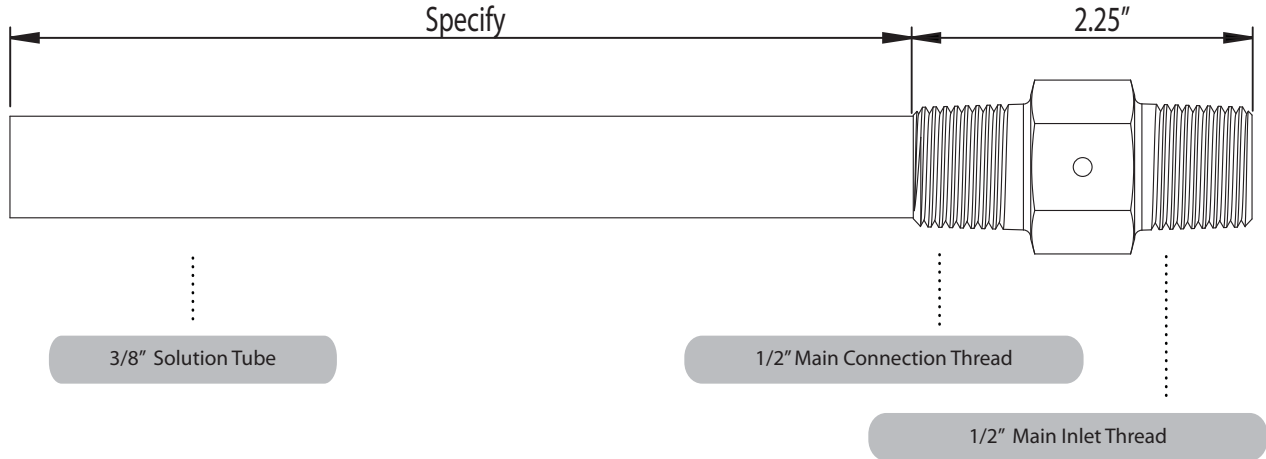 Specify
2.25"
3/8" Solution Tube
1/2" Main Connection Thread
1/2" Main Inlet Thread